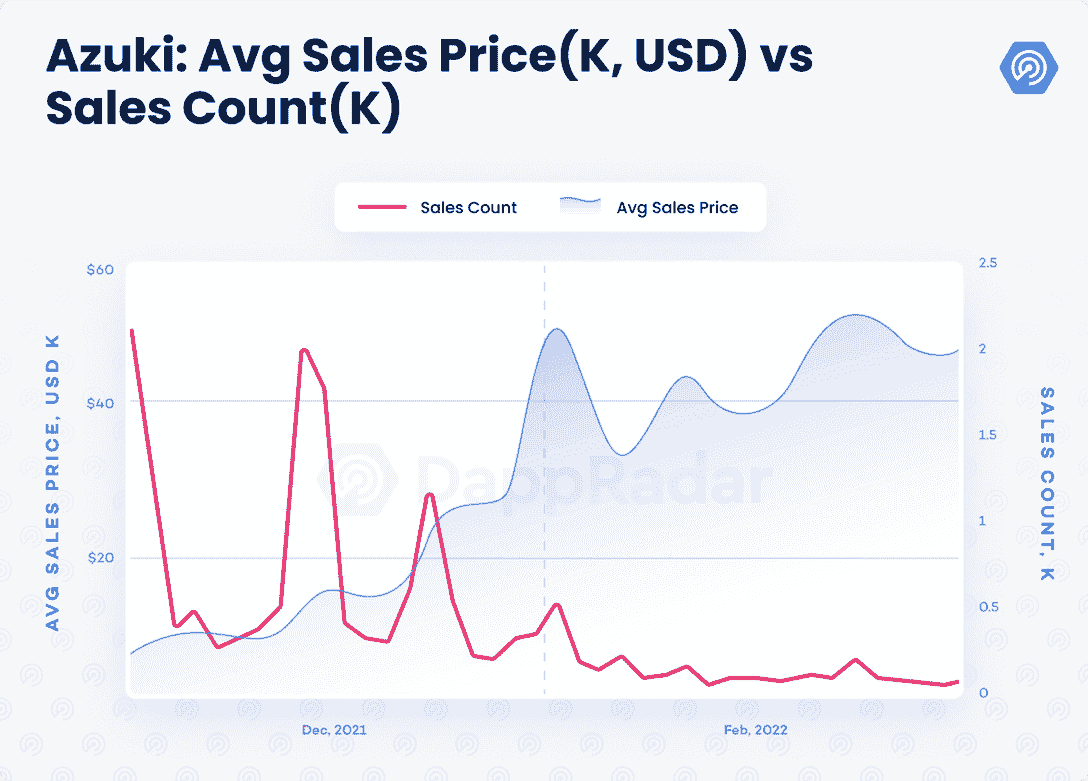 Azuki: Avg Sales Price(K, USD) vs
Sales Count(K)
Sales Count
Avg Sales Price
$60
$40
$20
AVG SALES PRICE, USD K
2.5
2
1.5
1
0.5
0
SALES COUNT, K
DappRadar
Dec, 2021
Feb, 2022